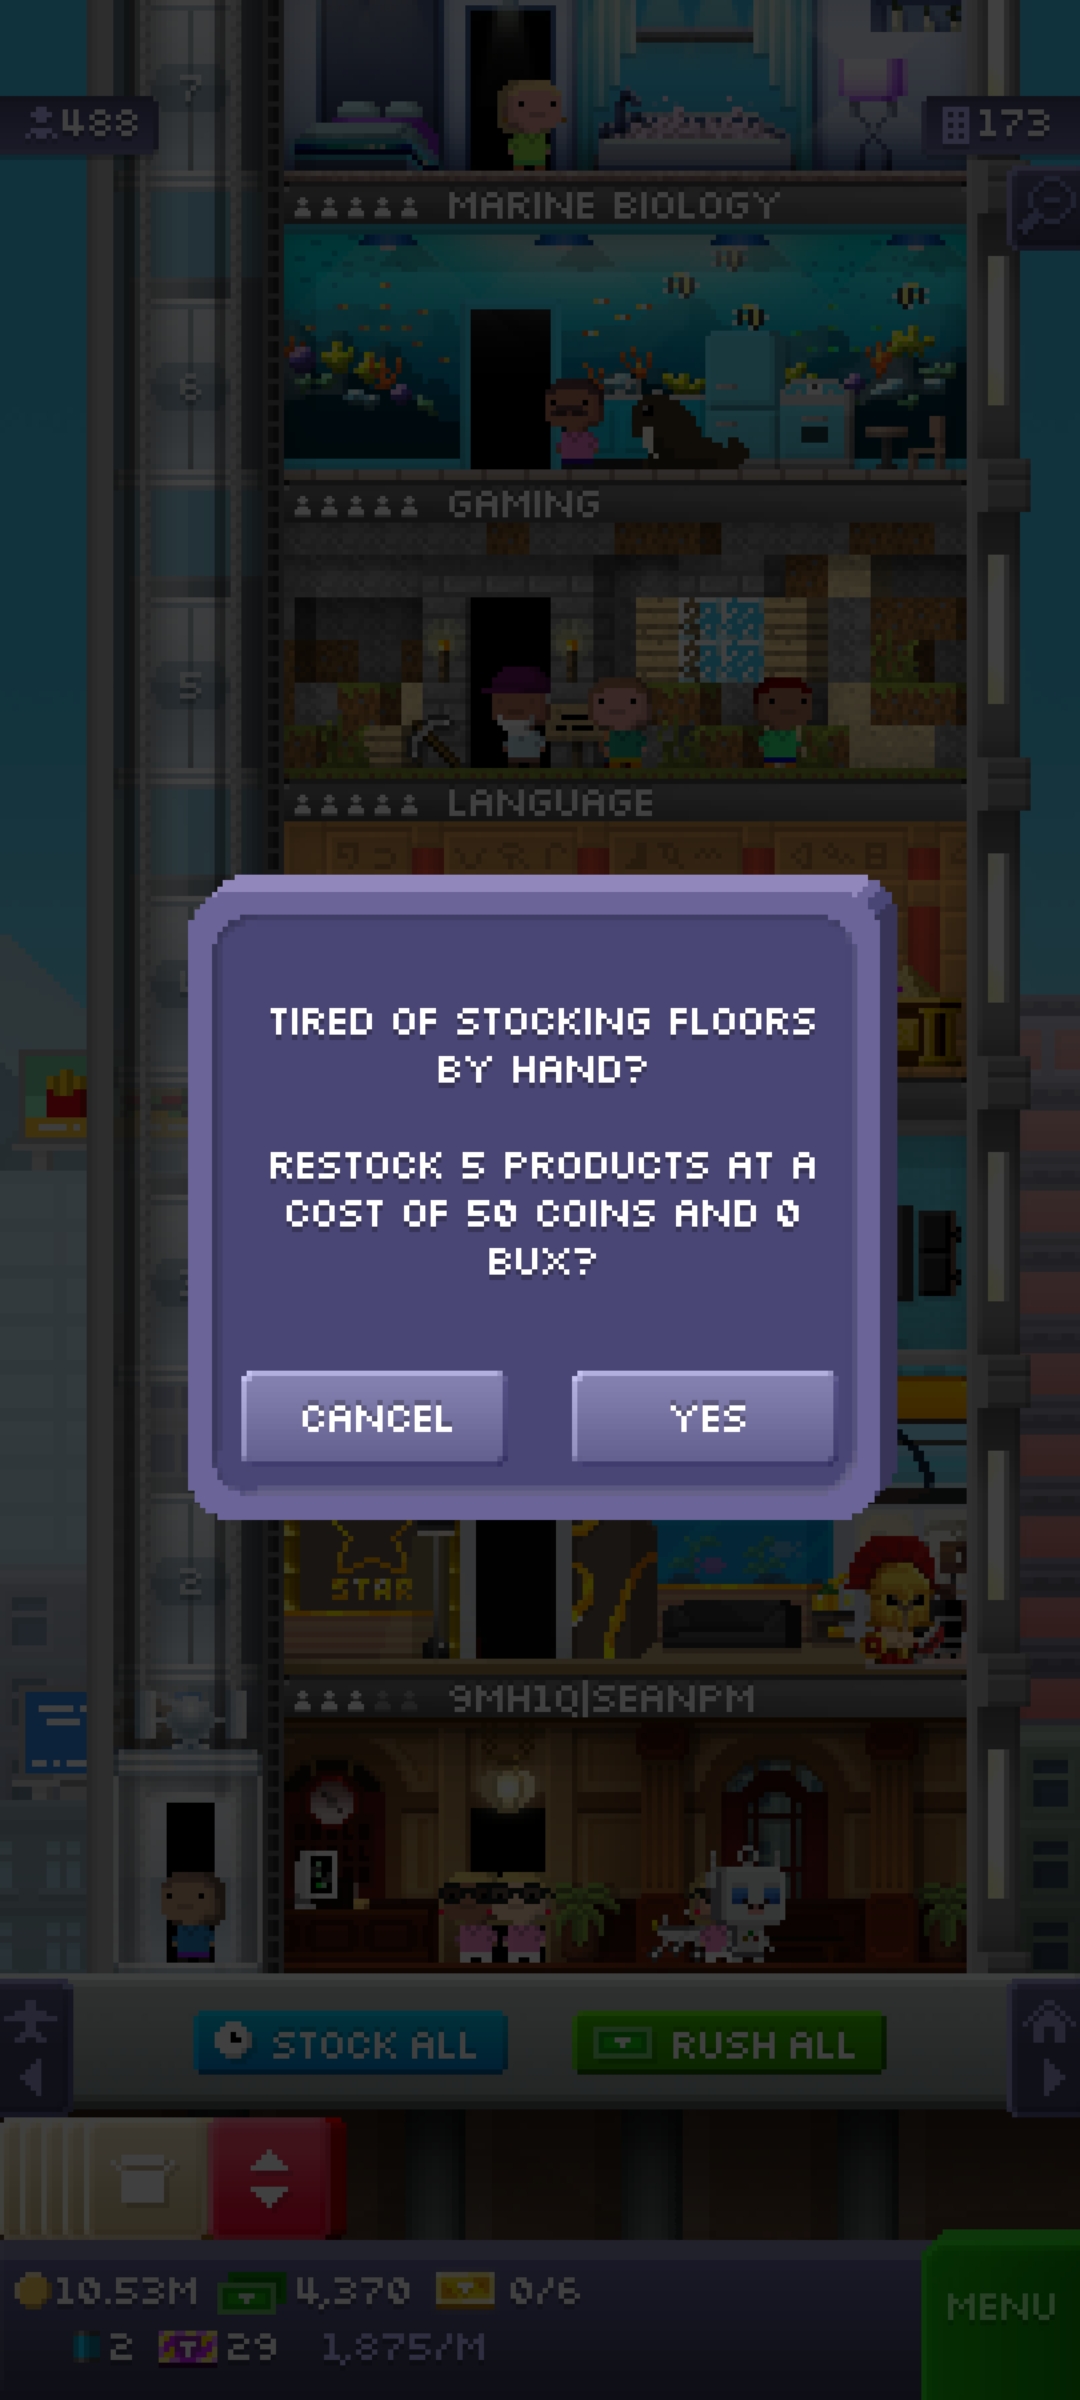 7
488
173
MARINE BIOLOGY
6
GAMING
5
LANGUAGE
TIRED OF STOCKING FLOORS
BY HAND?
RESTOCK 5 PRODUCTS AT A
COST OF 50 COINS AND 0
BUX?
CANCEL
YES
2
STAR
9MH1Q|SEANPM
STOCK ALL
RUSH ALL
10.53M
4,370
0/6
MENU
2
29
1,875/M